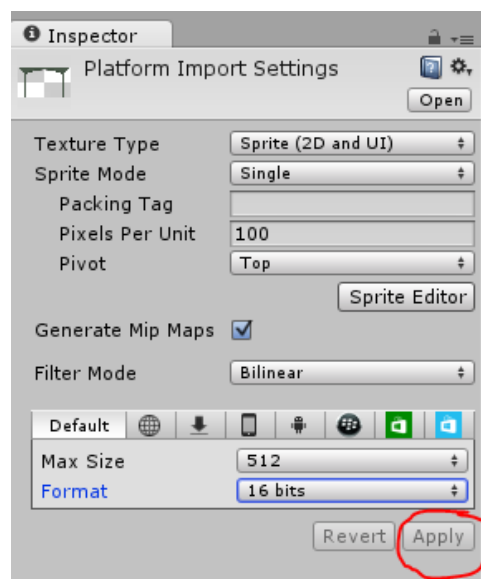 Inspector
Platform Import Settings
Open
Texture Type Sprite (2D and UI)
Sprite Mode Single
Packing Tag
Pixels Per Unit 100
Pivot Top
Sprite Editor
Generate Mip Maps
Filter Mode Bilinear
Default
Max Size 512
Format 16 bits
Revert Apply